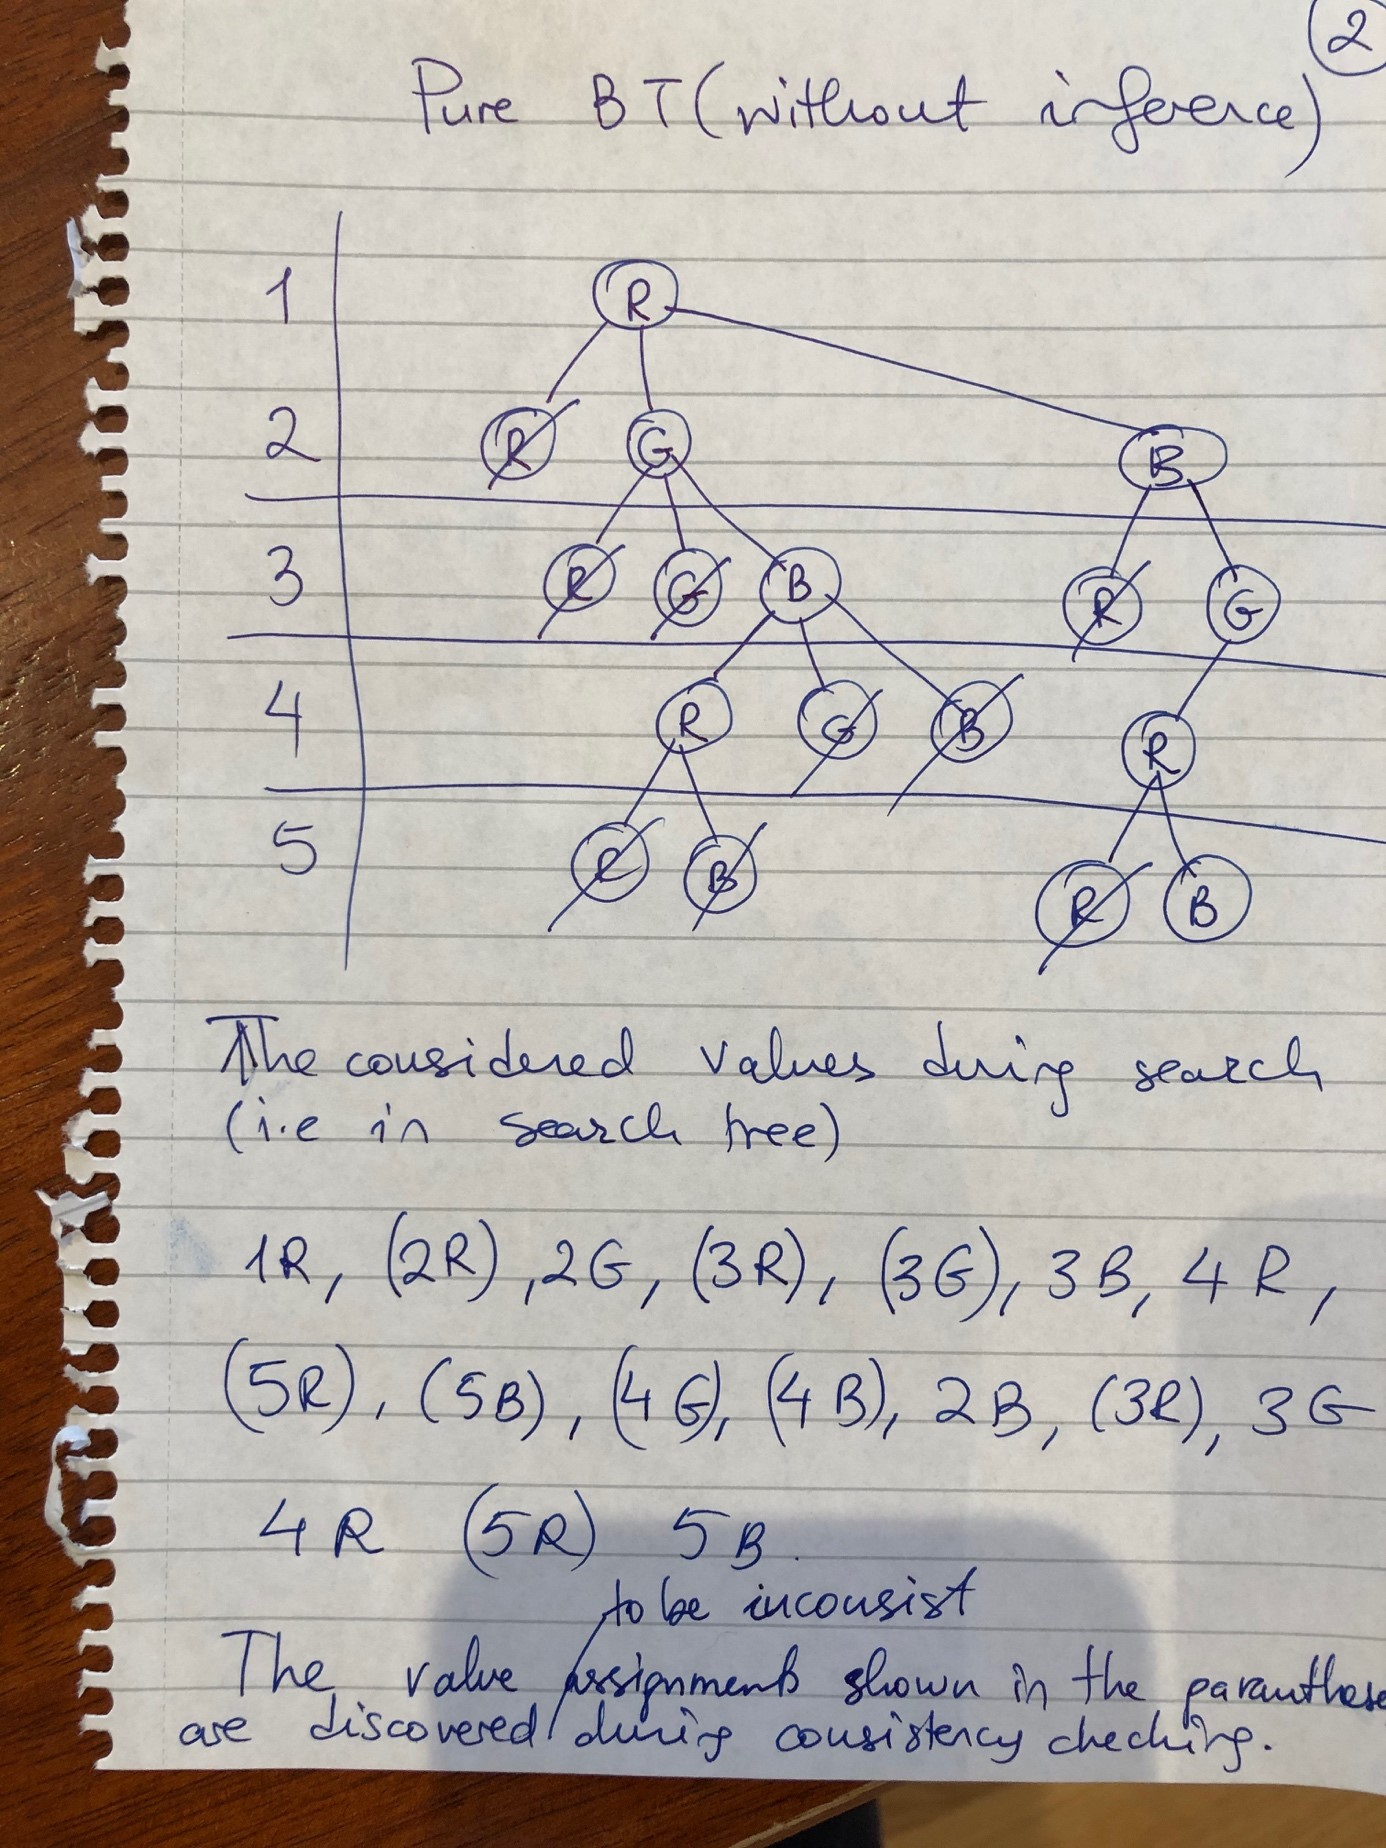 2
Pure BT (without inference)
1 R
2 R G B
3 R G B R G
4 R G B R
5 R B R B
The considered values during search
(i.e in search tree)
1R, (2R), 2G, (3R), (3G), 3B, 4R,
(5R), (5B), (4G), (4B), 2B, (3R), 3G
4R (5R) 5B.
to be inconsist
The value assignments shown in the paranthese
are discovered during consistency checking.